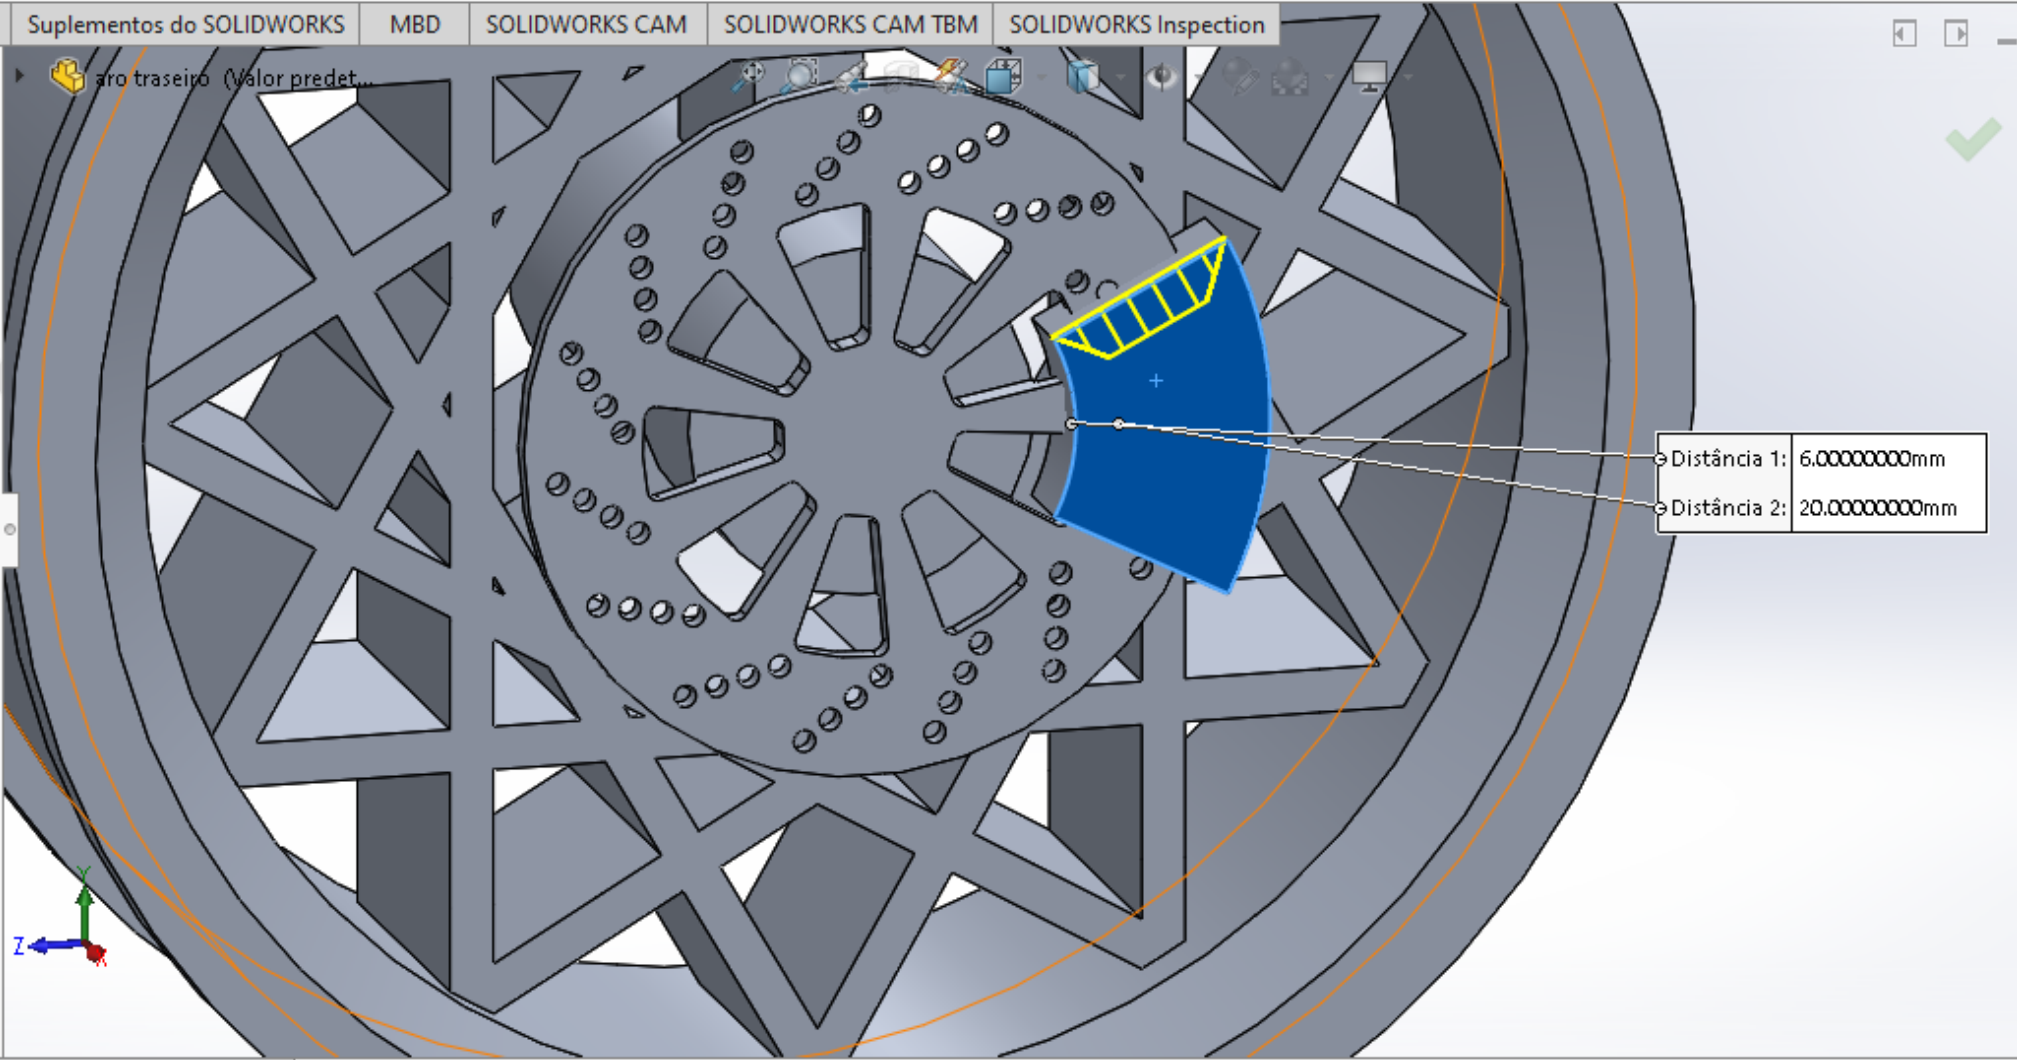 Suplementos do SOLIDWORKS MBD SOLIDWORKS CAM SOLIDWORKS CAM TBM SOLIDWORKS Inspection
aro traseiro (Valor predet...
Distância 1: 6.00000000mm
Distância 2: 20.00000000mm
Y
Z
X